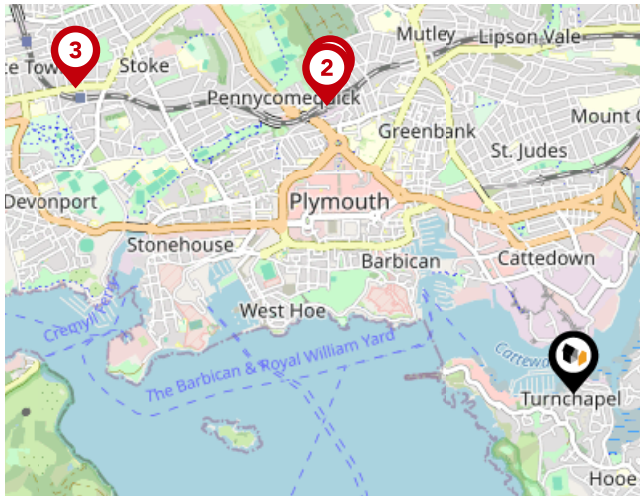 Mutley
Lipson Vale
3
Stoke
2
Pennycomequick
Greenbank
Mount
St. Judes
Devonport
Plymouth
Stonehouse
Barbican
Cattedown
Cremyll Ferry
West Hoe
The Barbican & Royal William Yard
Turnchapel
Hooe